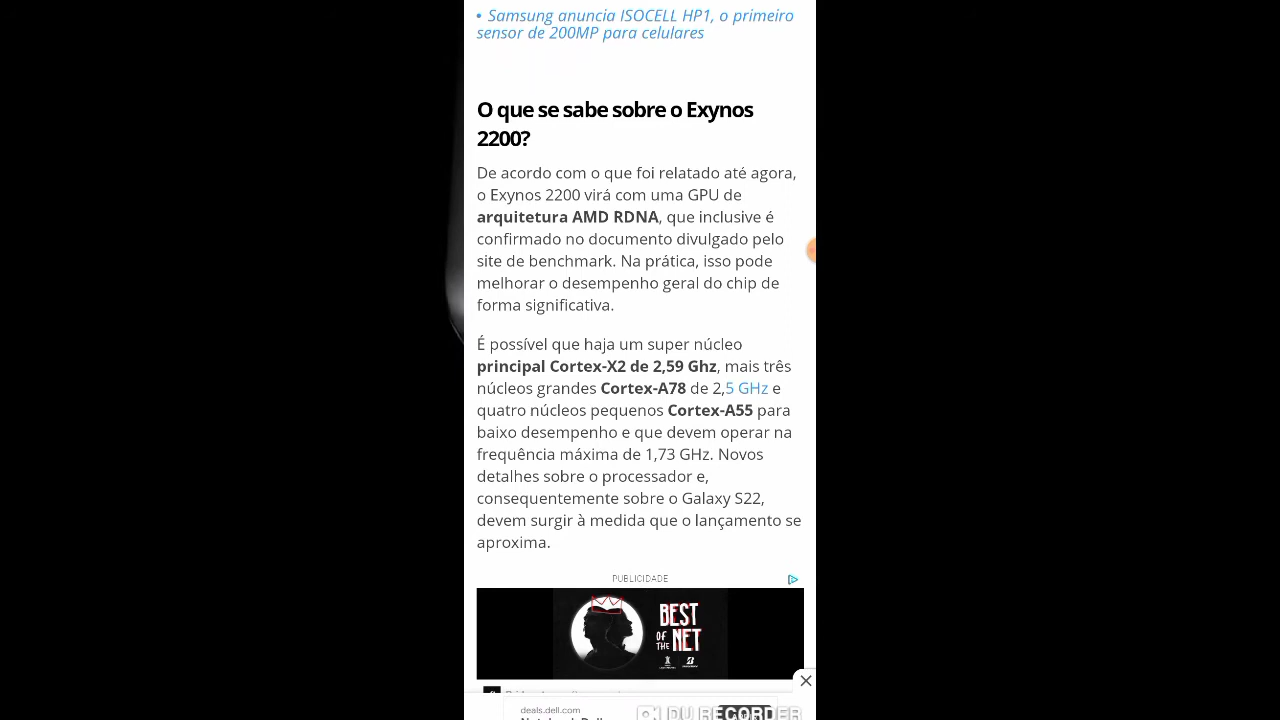 • Samsung anuncia ISOCELL HP1, o primeiro
sensor de 200MP para celulares
O que se sabe sobre o Exynos
2200?
De acordo com o que foi relatado até agora,
o Exynos 2200 virá com uma GPU de
arquitetura AMD RDNA, que inclusive é
confirmado no documento divulgado pelo
site de benchmark. Na prática, isso pode
melhorar o desempenho geral do chip de
forma significativa.
É possível que haja um super núcleo
principal Cortex-X2 de 2,59 Ghz, mais três
núcleos grandes Cortex-A78 de 2,5 GHz e
quatro núcleos pequenos Cortex-A55 para
baixo desempenho e que devem operar na
frequência máxima de 1,73 GHz. Novos
detalhes sobre o processador e,
consequentemente sobre o Galaxy S22,
devem surgir à medida que o lançamento se
aproxima.
PUBLICIDADE
BEST
OF THE NET
deals.dell.com
DU RECORDER